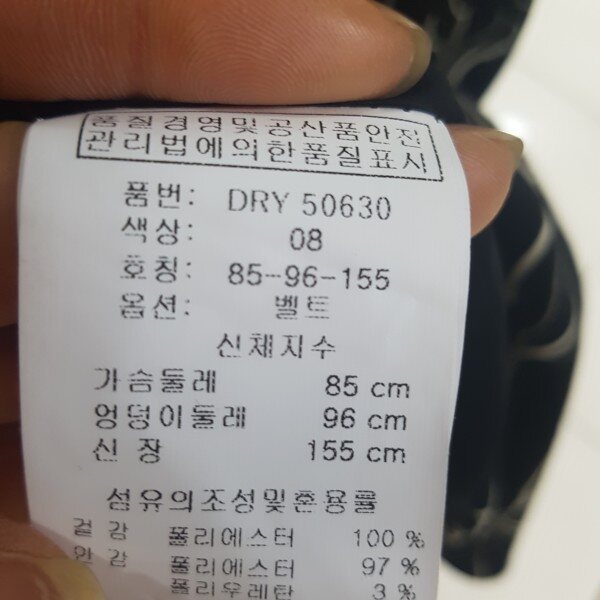 품질경영및공산품안전
관리법에의한품질표시
품번: DRY 50630
색상: 08
호칭: 85-96-155
옵션: 벨트
신체지수
가슴둘레 85 cm
엉덩이둘레 96 cm
신 장 155 cm
섬유의조성및혼용률
겉 감 폴리에스터 100 %
안 감 폴리에스터 97 %
폴리우레탄 3 %